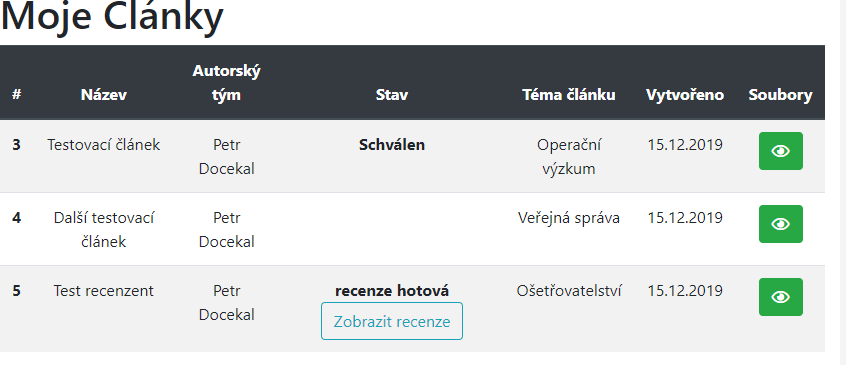 Moje Články
# Název Autorský tým Stav Téma článku Vytvořeno Soubory
3 Testovací článek Petr Docekal Schválen Operační výzkum 15.12.2019
4 Další testovací článek Petr Docekal Veřejná správa 15.12.2019
5 Test recenzent Petr Docekal recenze hotová Ošetřovatelství 15.12.2019
Zobrazit recenze